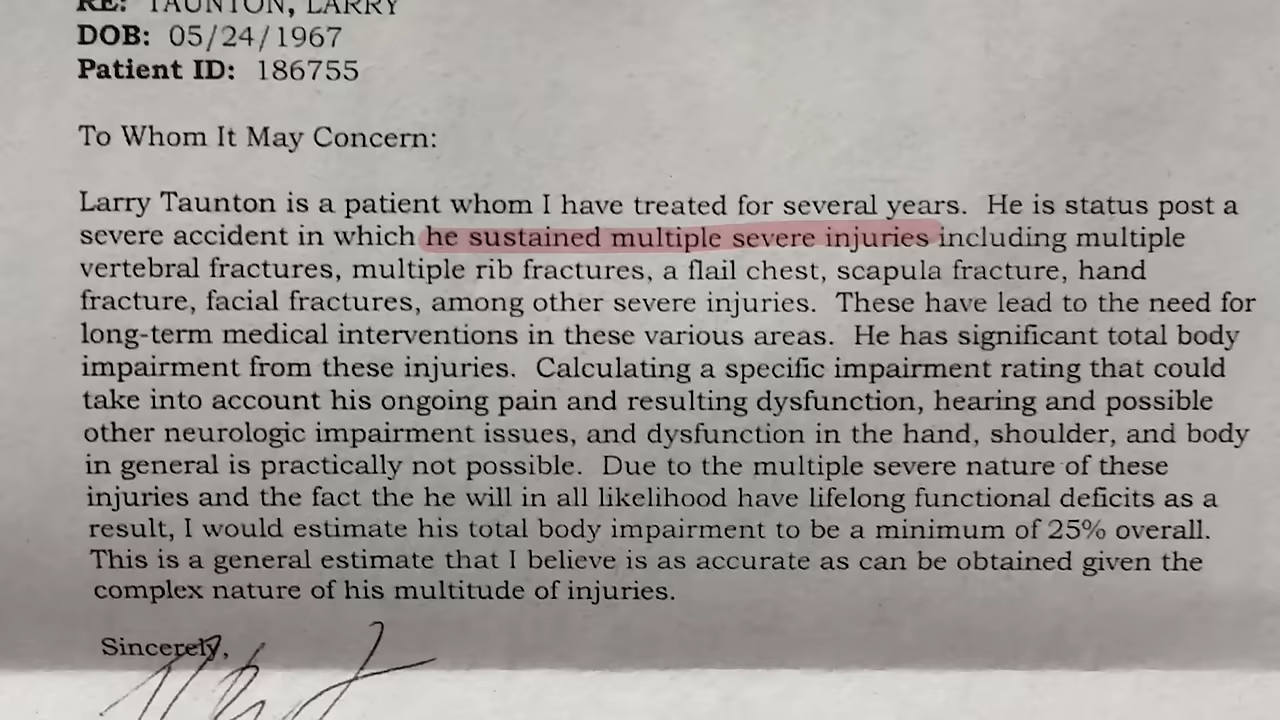 RE: TAUNTON, LARRY
DOB: 05/24/1967
Patient ID: 186755
To Whom It May Concern:
Larry Taunton is a patient whom I have treated for several years. He is status post a
severe accident in which he sustained multiple severe injuries including multiple
vertebral fractures, multiple rib fractures, a flail chest, scapula fracture, hand
fracture, facial fractures, among other severe injuries. These have lead to the need for
long-term medical interventions in these various areas. He has significant total body
impairment from these injuries. Calculating a specific impairment rating that could
take into account his ongoing pain and resulting dysfunction, hearing and possible
other neurologic impairment issues, and dysfunction in the hand, shoulder, and body
in general is practically not possible. Due to the multiple severe nature of these
injuries and the fact the he will in all likelihood have lifelong functional deficits as a
result, I would estimate his total body impairment to be a minimum of 25% overall.
This is a general estimate that I believe is as accurate as can be obtained given the
complex nature of his multitude of injuries.
Sincerely,